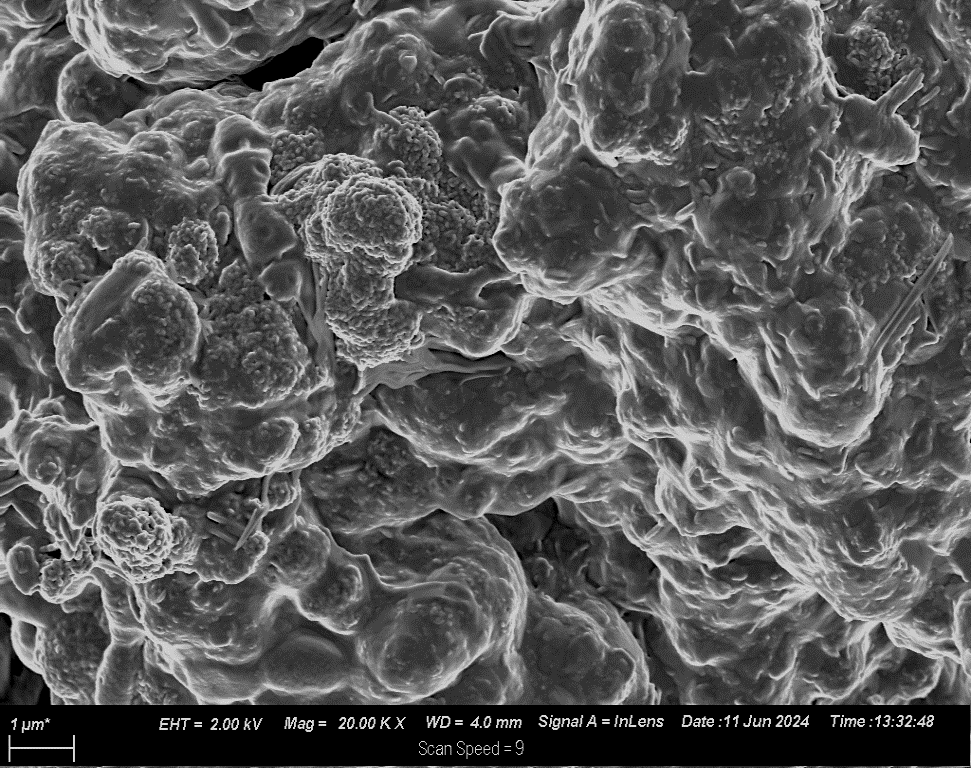 1 µm* EHT = 2.00 kV Mag = 20.00 K X WD = 4.0 mm Signal A = InLens Date :11 Jun 2024 Time :13:32:48
Scan Speed = 9